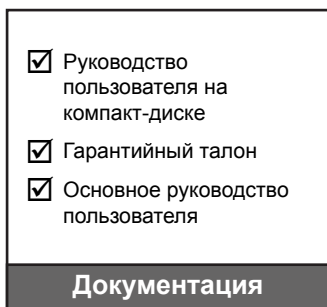 Руководство
пользователя на
компакт-диске
Гарантийный талон
Основное руководство
пользователя
Документация